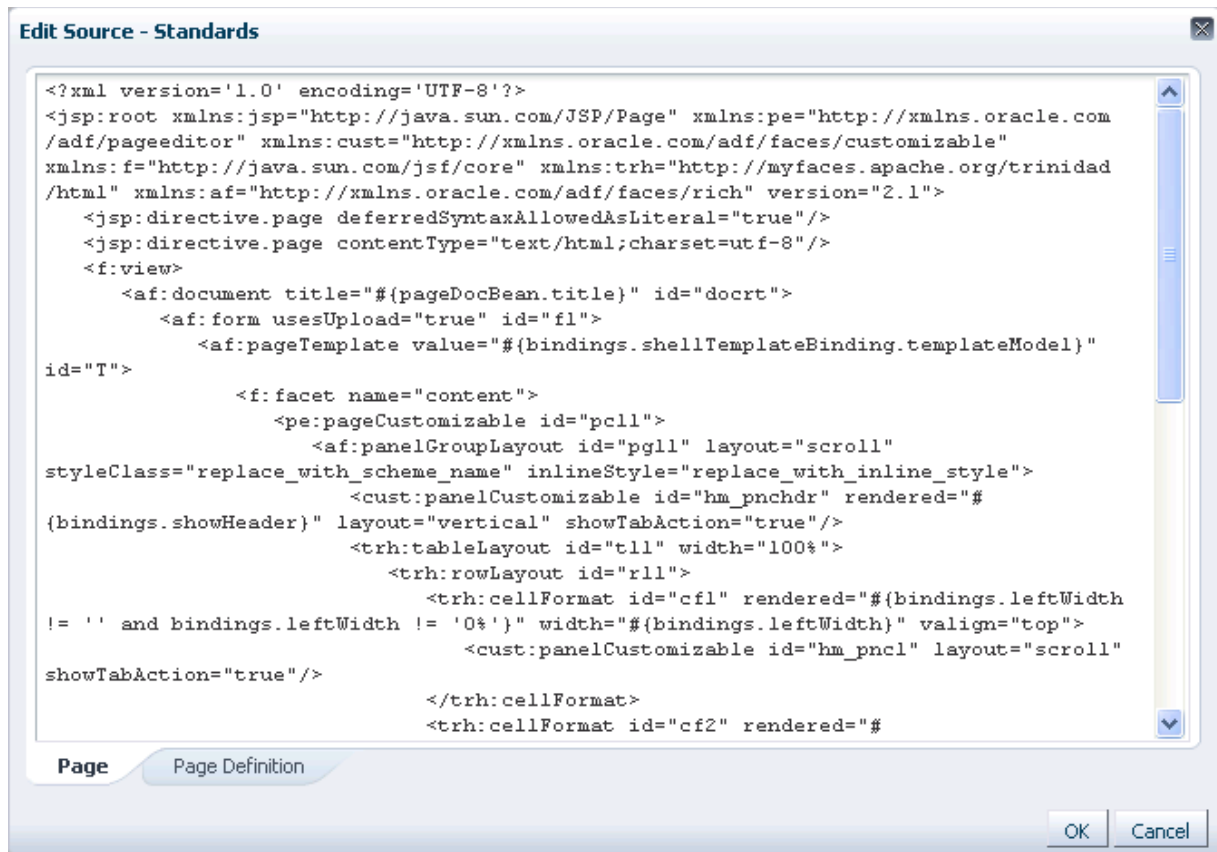 Edit Source - Standards
<?xml version='1.0' encoding='UTF-8'?>
<jsp:root xmlns:jsp="http://java.sun.com/JSP/Page" xmlns:pe="http://xmlns.oracle.com
/adf/pageeditor" xmlns:cust="http://xmlns.oracle.com/adf/faces/customizable"
xmlns:f="http://java.sun.com/jsf/core" xmlns:trh="http://myfaces.apache.org/trinidad
/html" xmlns:af="http://xmlns.oracle.com/adf/faces/rich" version="2.1">
<jsp:directive.page deferredSyntaxAllowedAsLiteral="true"/>
<jsp:directive.page contentType="text/html;charset=utf-8"/>
<f:view>
<af:document title="#{pageDocBean.title}" id="docrt">
<af:form usesUpload="true" id="f1">
<af:pageTemplate value="#{bindings.shellTemplateBinding.templateModel}"
id="T">
<f:facet name="content">
<pe:pageCustomizable id="pcl1">
<af:panelGroupLayout id="pgl1" layout="scroll"
styleClass="replace_with_scheme_name" inlineStyle="replace_with_inline_style">
<cust:panelCustomizable id="hm_pnchdr" rendered="#
{bindings.showHeader}" layout="vertical" showTabAction="true"/>
<trh:tableLayout id="tl1" width="100%">
<trh:rowLayout id="rl1">
<trh:cellFormat id="cf1" rendered="#{bindings.leftWidth
!= '' and bindings.leftWidth != '0%'}" width="#{bindings.leftWidth}" valign="top">
<cust:panelCustomizable id="hm_pncl" layout="scroll"
showTabAction="true"/>
</trh:cellFormat>
<trh:cellFormat id="cf2" rendered="#
Page
Page Definition
OK
Cancel